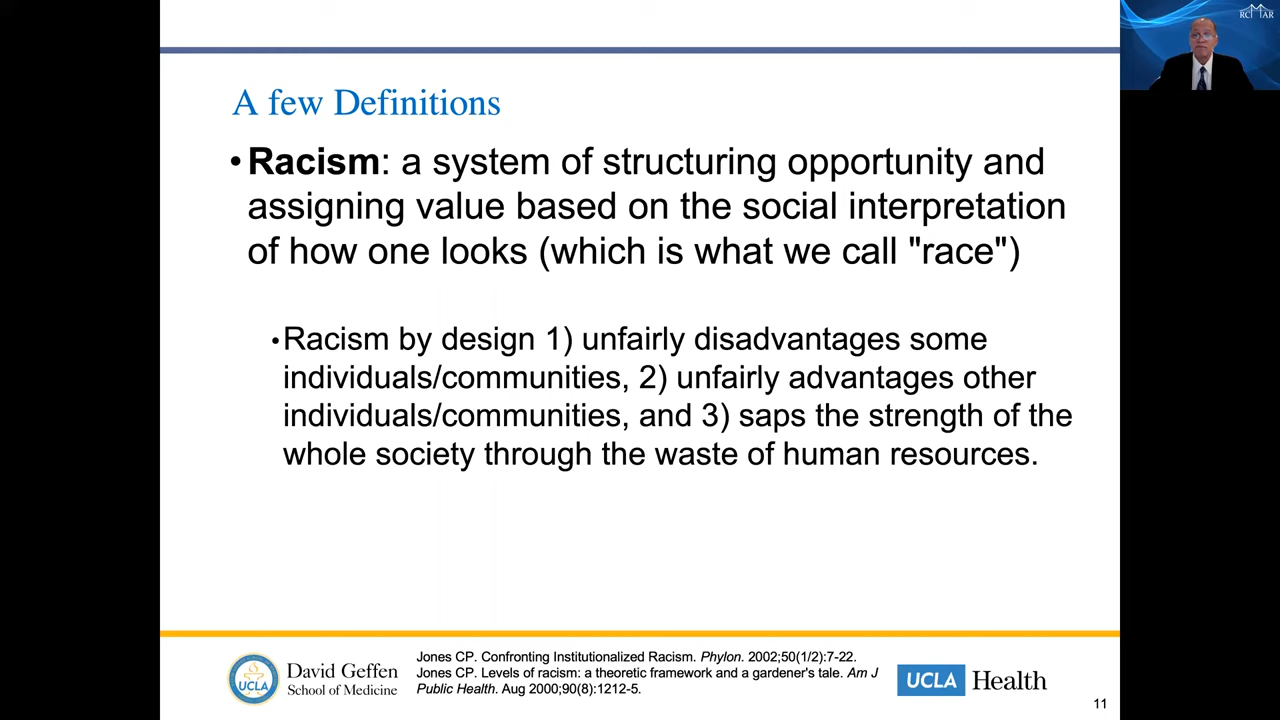 RCMAR
A few Definitions
• Racism: a system of structuring opportunity and
assigning value based on the social interpretation
of how one looks (which is what we call "race")
• Racism by design 1) unfairly disadvantages some
individuals/communities, 2) unfairly advantages other
individuals/communities, and 3) saps the strength of the
whole society through the waste of human resources.
UCLA
David Geffen
School of Medicine
Jones CP. Confronting Institutionalized Racism. Phylon. 2002;50(1/2):7-22.
Jones CP. Levels of racism: a theoretic framework and a gardener's tale. Am J
Public Health. Aug 2000;90(8):1212-5.
UCLA Health
11